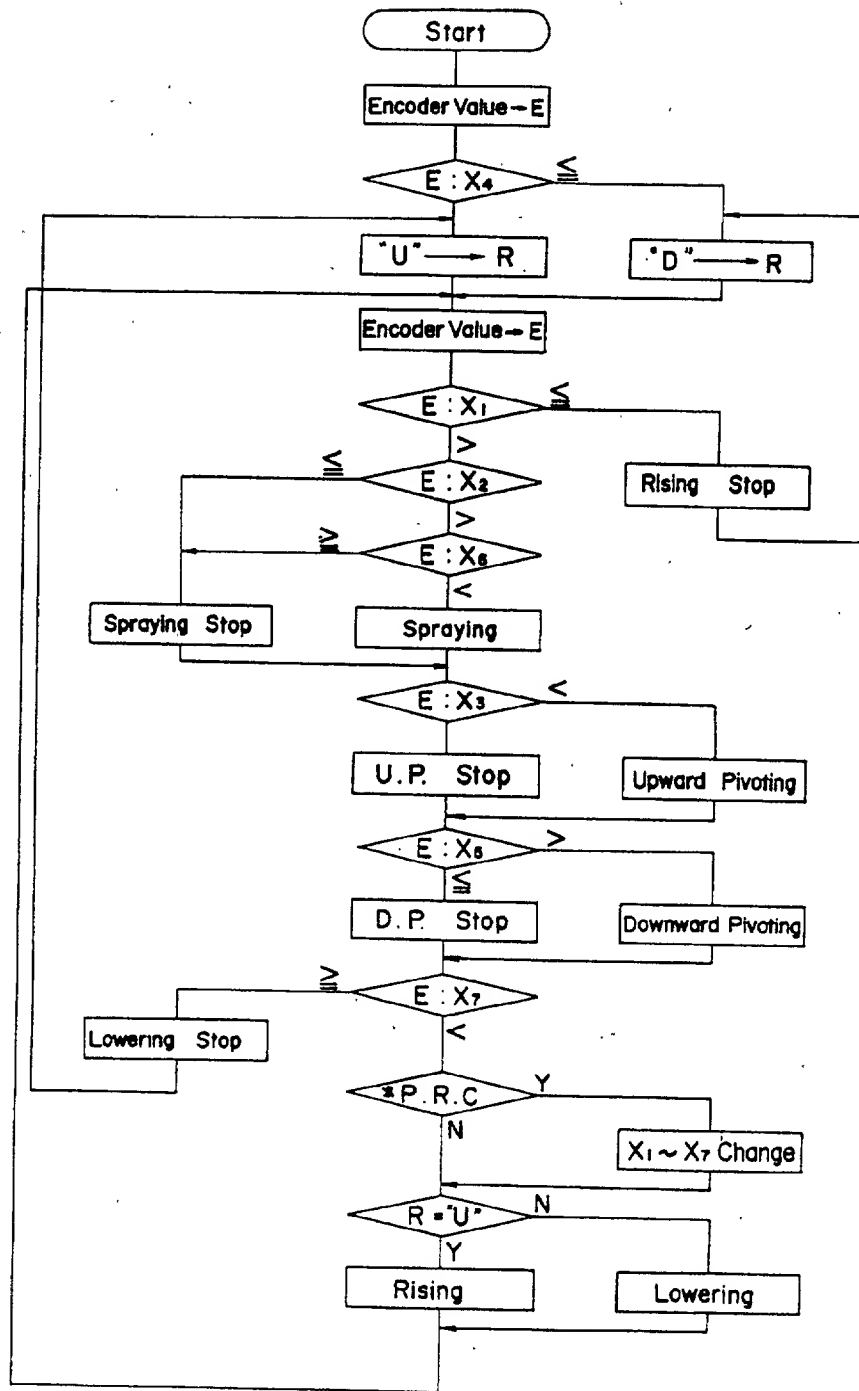 Start
Encoder Value → E
E : X₄ ≦
"U" → R
"D" → R
Encoder Value → E
E : X₁ ≦
>
≦ E : X₂
Rising Stop
>
≧ E : X₆
<
Spraying Stop
Spraying
E : X₃ <
U.P. Stop
Upward Pivoting
E : X₅ >
≦
D.P. Stop
Downward Pivoting
≧ E : X₇
Lowering Stop
<
*P.R.C Y
N
X₁ ~ X₇ Change
R = "U" N
Y
Rising
Lowering